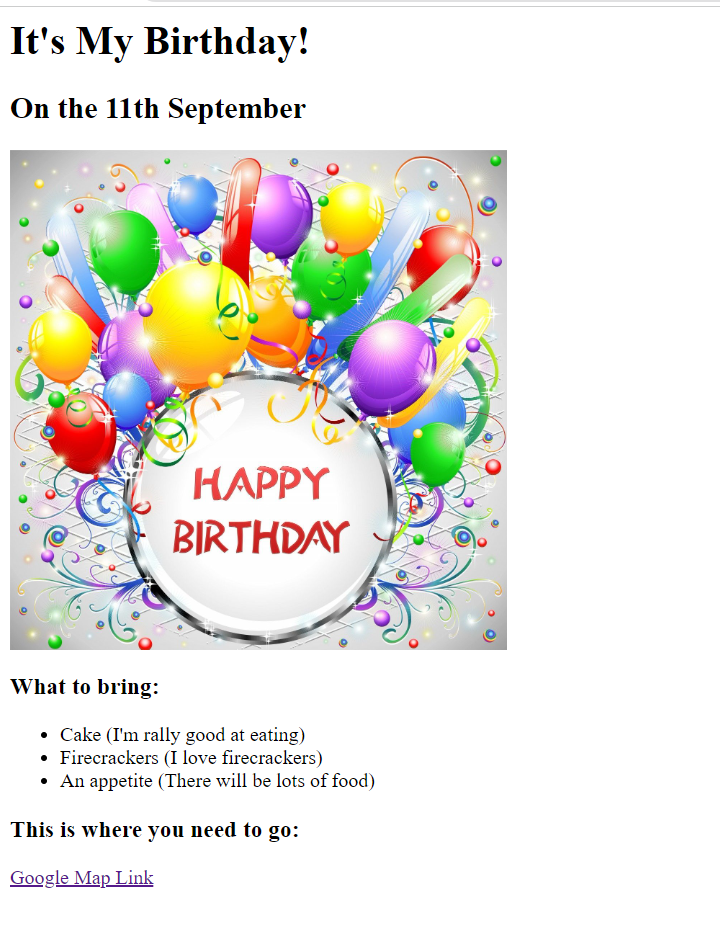 It's My Birthday!
On the 11th September
HAPPY
BIRTHDAY
What to bring:
Cake (I'm rally good at eating)
Firecrackers (I love firecrackers)
An appetite (There will be lots of food)
This is where you need to go:
Google Map Link